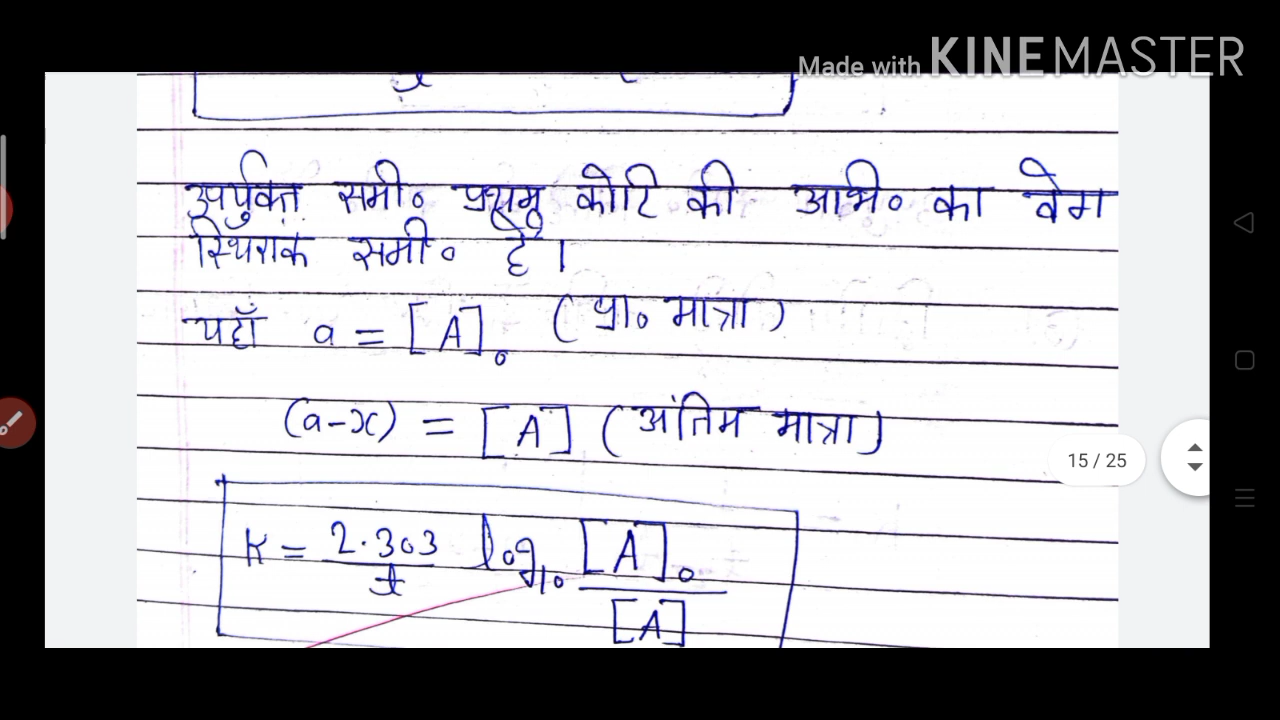 Made with KINEMASTER
उपर्युक्त समी० प्रथम कोटि की अभि० का वेग
स्थिरांक समी० है।
यहाँ a = [A]₀ (प्रा० मात्रा)
(a-x) = [A] (अंतिम मात्रा)
15 / 25
K = 2.303/t log₁₀ [A]₀/[A]